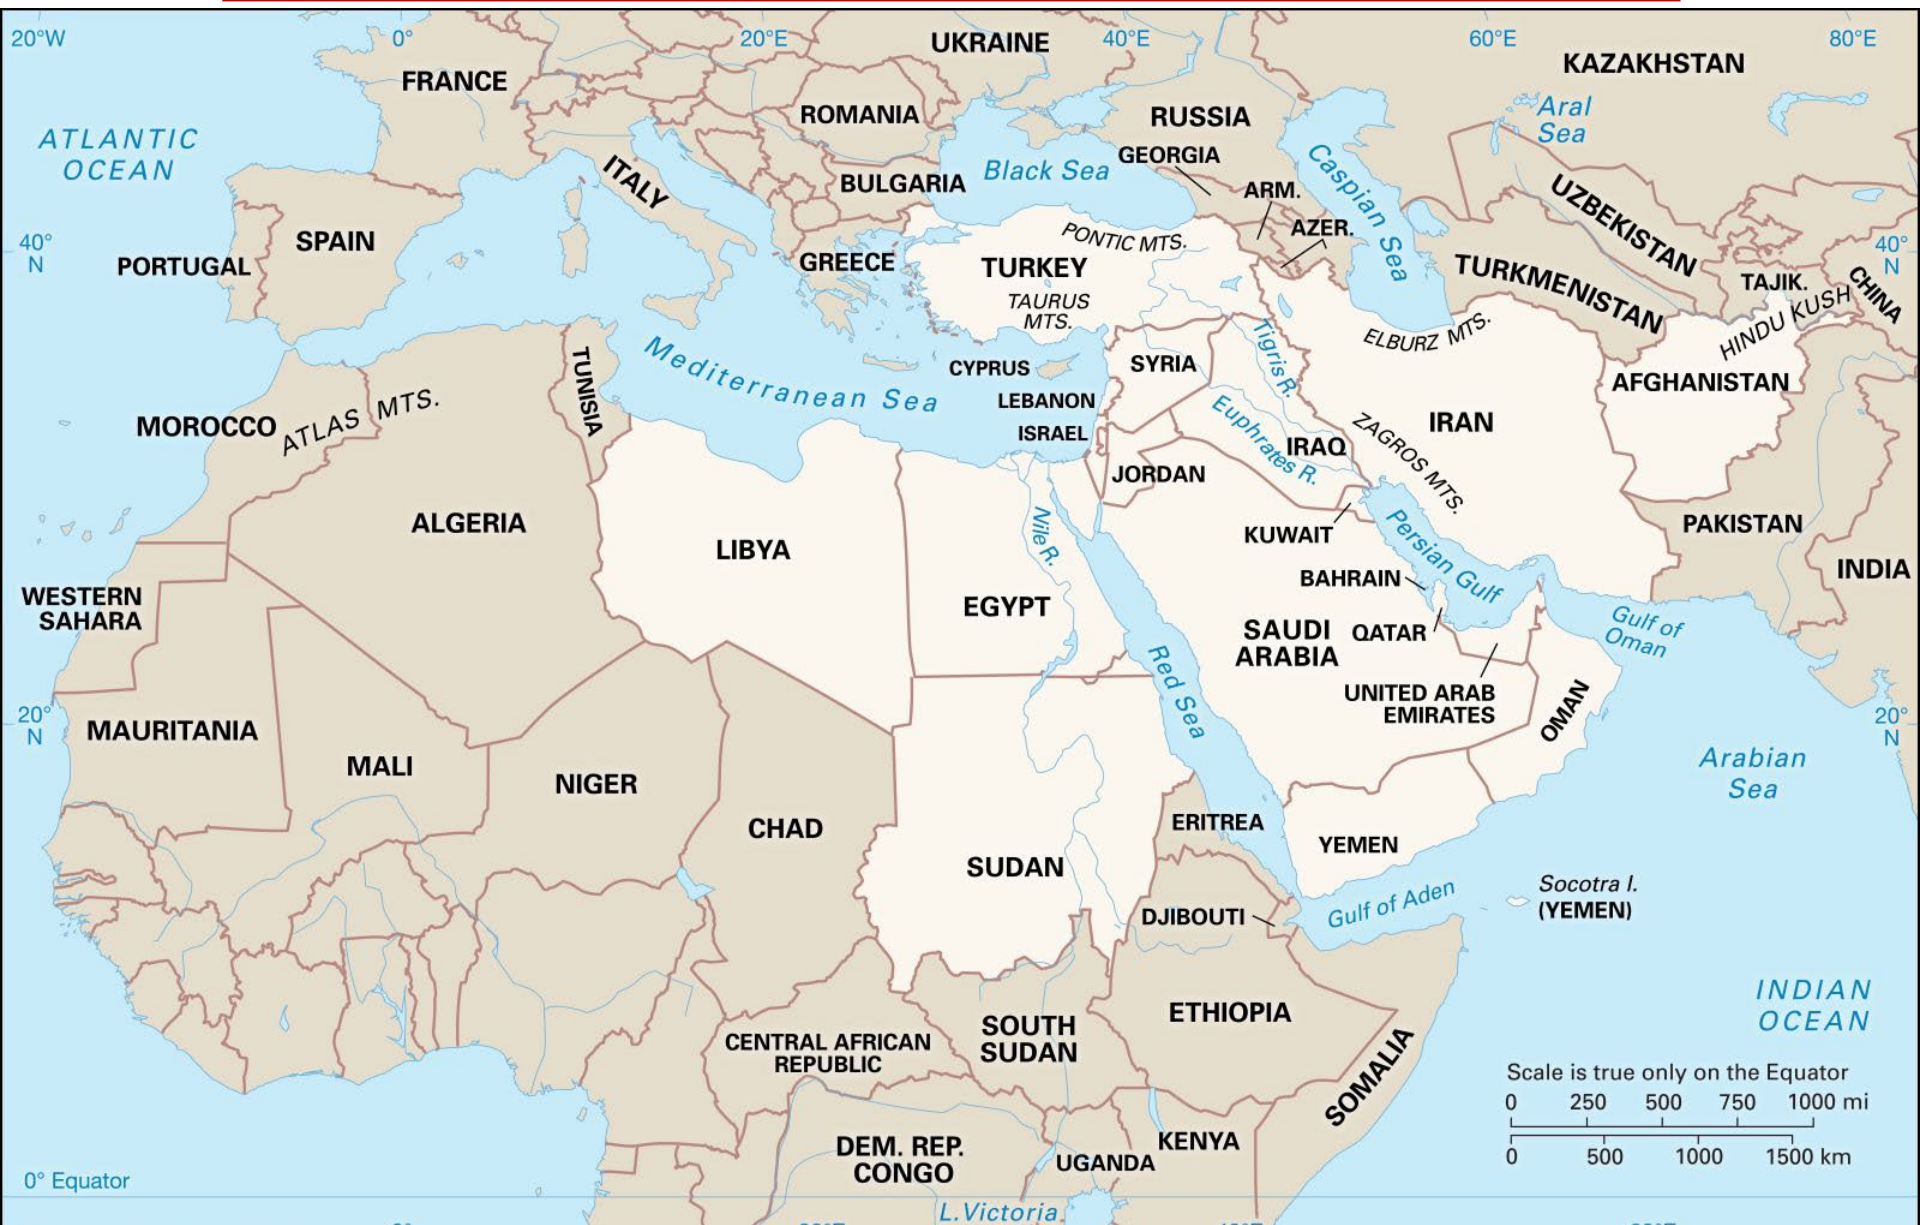 20°W
0°
20°E
40°E
60°E
80°E
UKRAINE
KAZAKHSTAN
FRANCE
ROMANIA
RUSSIA
Aral
Sea
ATLANTIC
OCEAN
GEORGIA
ITALY
BULGARIA
Black Sea
Caspian Sea
ARM.
UZBEKISTAN
AZER.
PONTIC MTS.
40°
N
SPAIN
PORTUGAL
GREECE
TURKEY
TURKMENISTAN
TAJIK.
CHINA
40°
N
TAURUS
MTS.
ELBURZ MTS.
HINDU KUSH
TUNISIA
Mediterranean Sea
CYPRUS
SYRIA
Tigris R.
AFGHANISTAN
LEBANON
MOROCCO
ATLAS MTS.
ISRAEL
Euphrates R.
IRAQ
ZAGROS MTS.
IRAN
JORDAN
ALGERIA
LIBYA
Nile R.
KUWAIT
Persian Gulf
PAKISTAN
INDIA
BAHRAIN
WESTERN
SAHARA
EGYPT
SAUDI
ARABIA
QATAR
Gulf of
Oman
Red Sea
UNITED ARAB
EMIRATES
OMAN
20°
N
20°
N
MAURITANIA
MALI
NIGER
Arabian
Sea
CHAD
ERITREA
YEMEN
SUDAN
Socotra I.
(YEMEN)
DJIBOUTI
Gulf of Aden
INDIAN
OCEAN
ETHIOPIA
SOUTH
SUDAN
CENTRAL AFRICAN
REPUBLIC
SOMALIA
Scale is true only on the Equator
0 250 500 750 1000 mi
0 500 1000 1500 km
DEM. REP.
CONGO
UGANDA
KENYA
0° Equator
L.Victoria